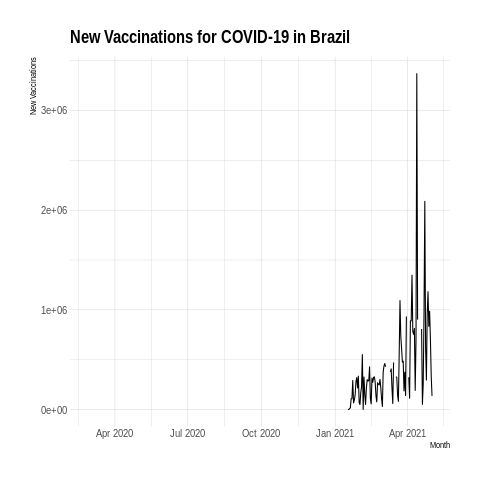 New Vaccinations for COVID-19 in Brazil
New Vaccinations
3e+06
2e+06
1e+06
0e+00
Apr 2020 Jul 2020 Oct 2020 Jan 2021 Apr 2021
Month